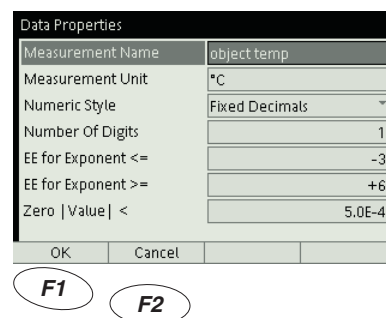 Data Properties
Measurement Name object temp
Measurement Unit °C
Numeric Style Fixed Decimals
Number Of Digits 1
EE for Exponent <= -3
EE for Exponent >= +6
Zero |Value| < 5.0E-4
OK Cancel
F1
F2